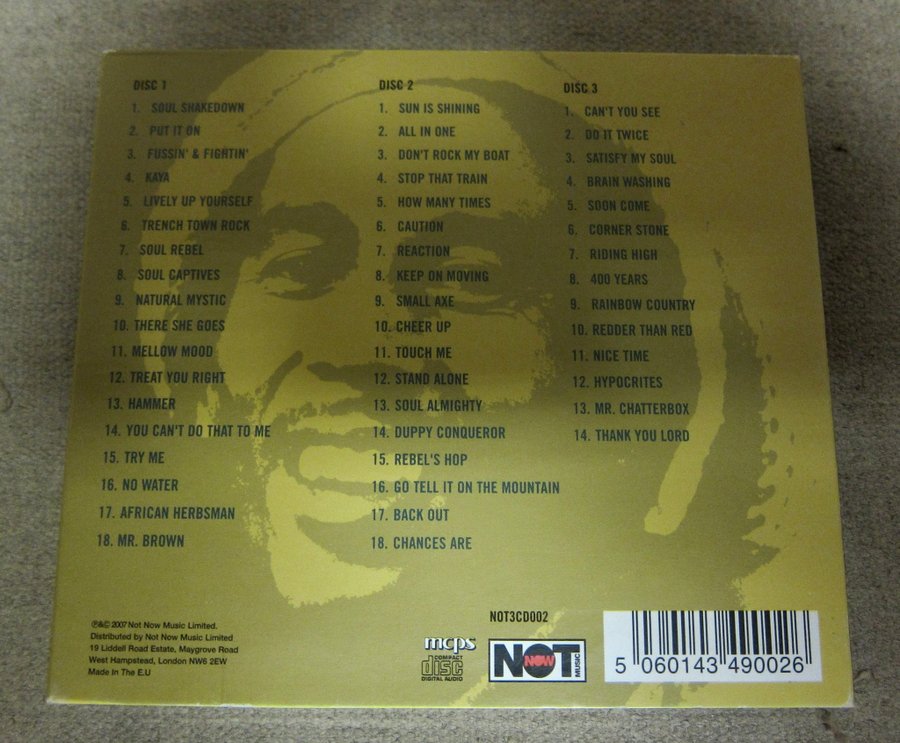 DISC 1
1. SOUL SHAKEDOWN
2. PUT IT ON
3. FUSSIN' & FIGHTIN'
4. KAYA
5. LIVELY UP YOURSELF
6. TRENCH TOWN ROCK
7. SOUL REBEL
8. SOUL CAPTIVES
9. NATURAL MYSTIC
10. THERE SHE GOES
11. MELLOW MOOD
12. TREAT YOU RIGHT
13. HAMMER
14. YOU CAN'T DO THAT TO ME
15. TRY ME
16. NO WATER
17. AFRICAN HERBSMAN
18. MR. BROWN
DISC 2
1. SUN IS SHINING
2. ALL IN ONE
3. DON'T ROCK MY BOAT
4. STOP THAT TRAIN
5. HOW MANY TIMES
6. CAUTION
7. REACTION
8. KEEP ON MOVING
9. SMALL AXE
10. CHEER UP
11. TOUCH ME
12. STAND ALONE
13. SOUL ALMIGHTY
14. DUPPY CONQUEROR
15. REBEL'S HOP
16. GO TELL IT ON THE MOUNTAIN
17. BACK OUT
18. CHANCES ARE
DISC 3
1. CAN'T YOU SEE
2. DO IT TWICE
3. SATISFY MY SOUL
4. BRAIN WASHING
5. SOON COME
6. CORNER STONE
7. RIDING HIGH
8. 400 YEARS
9. RAINBOW COUNTRY
10. REDDER THAN RED
11. NICE TIME
12. HYPOCRITES
13. MR. CHATTERBOX
14. THANK YOU LORD
℗&© 2007 Not Now Music Limited.
Distributed by Not Now Music Limited
19 Liddell Road Estate, Maygrove Road
West Hampstead, London NW6 2EW
Made In The E.U
mcps
COMPACT
disc
DIGITAL AUDIO
NOT3CD002
NOT NOW MUSIC
5 060143 490026